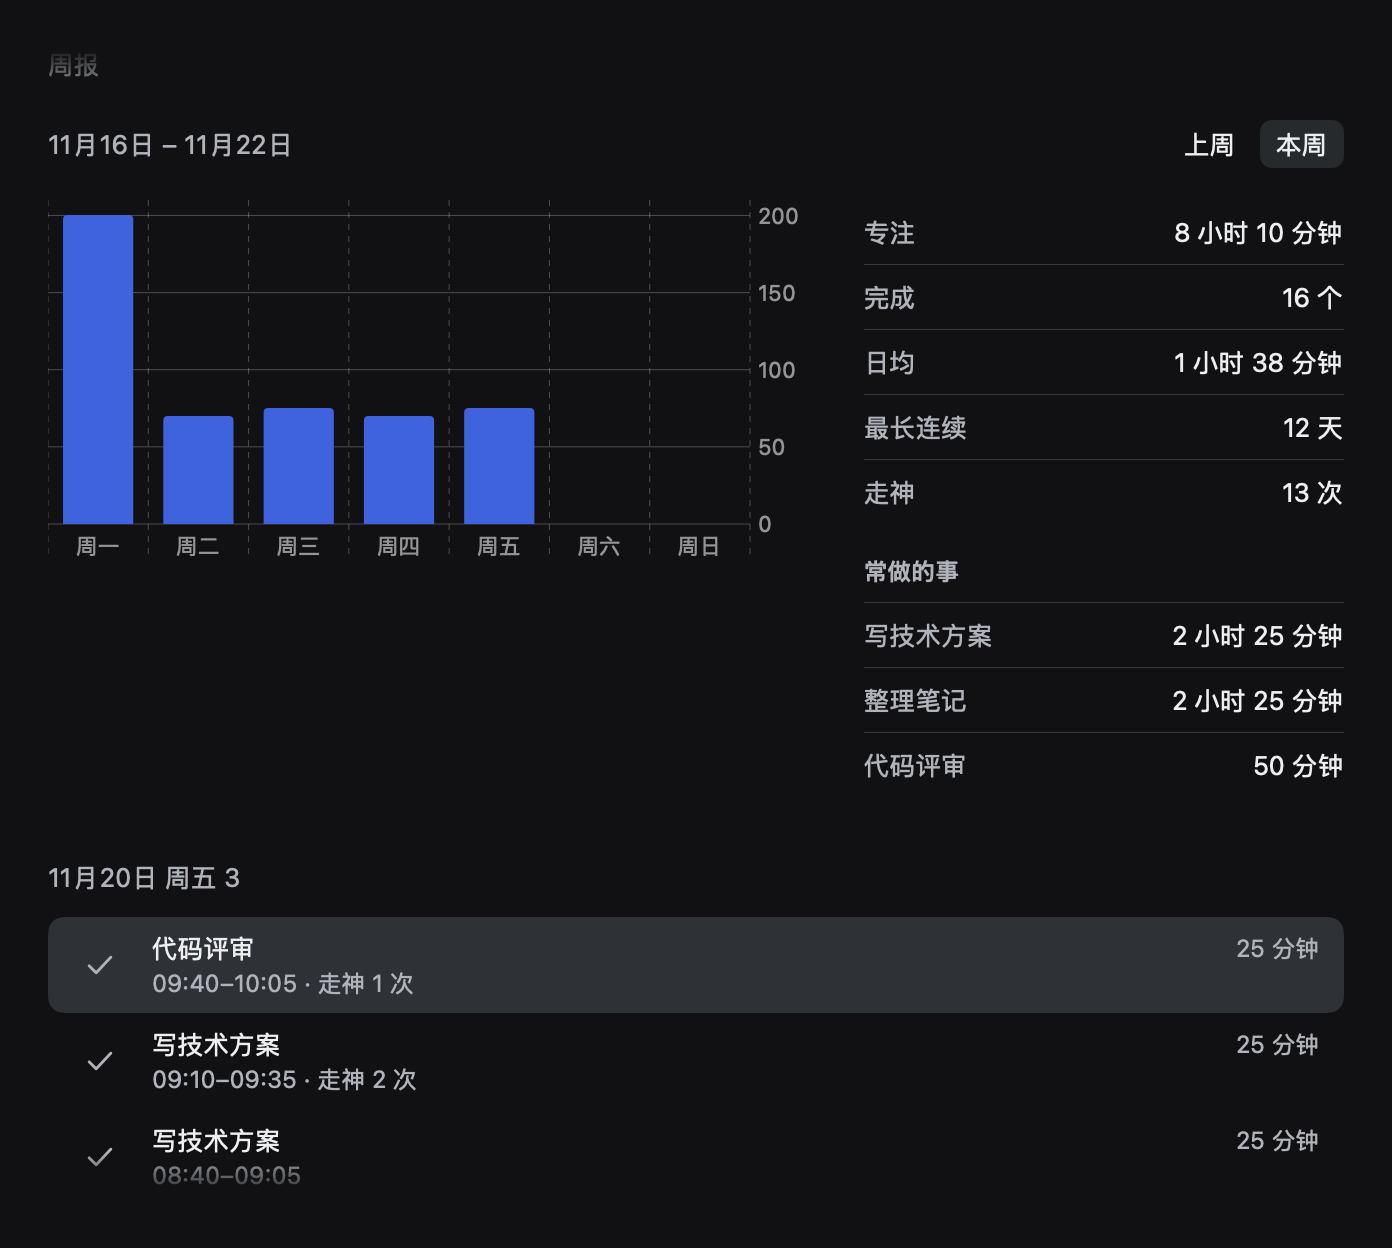 周报
11月16日 – 11月22日
上周
本周
200
150
100
50
0
周一
周二
周三
周四
周五
周六
周日
专注 8 小时 10 分钟
完成 16 个
日均 1 小时 38 分钟
最长连续 12 天
走神 13 次
常做的事
写技术方案 2 小时 25 分钟
整理笔记 2 小时 25 分钟
代码评审 50 分钟
11月20日 周五 3
代码评审 25 分钟
09:40–10:05 · 走神 1 次
写技术方案 25 分钟
09:10–09:35 · 走神 2 次
写技术方案 25 分钟
08:40–09:05